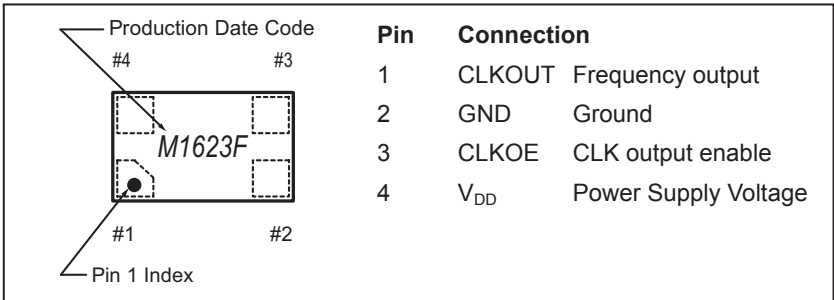 Production Date Code
#4 #3
M1623F
#1 #2
Pin 1 Index
Pin Connection
1 CLKOUT Frequency output
2 GND Ground
3 CLKOE CLK output enable
4 VDD Power Supply Voltage